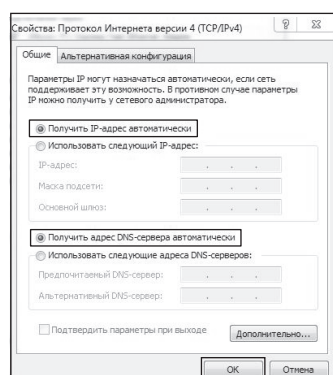 Свойства: Протокол Интернета версии 4 (TCP/IPv4)
Общие
Альтернативная конфигурация
Параметры IP могут назначаться автоматически, если сеть
поддерживает эту возможность. В противном случае параметры
IP можно получить у сетевого администратора.
Получить IP-адрес автоматически
Использовать следующий IP-адрес:
IP-адрес:
Маска подсети:
Основной шлюз:
Получить адрес DNS-сервера автоматически
Использовать следующие адреса DNS-серверов:
Предпочитаемый DNS-сервер:
Альтернативный DNS-сервер:
Подтвердить параметры при выходе
Дополнительно...
ОК
Отмена